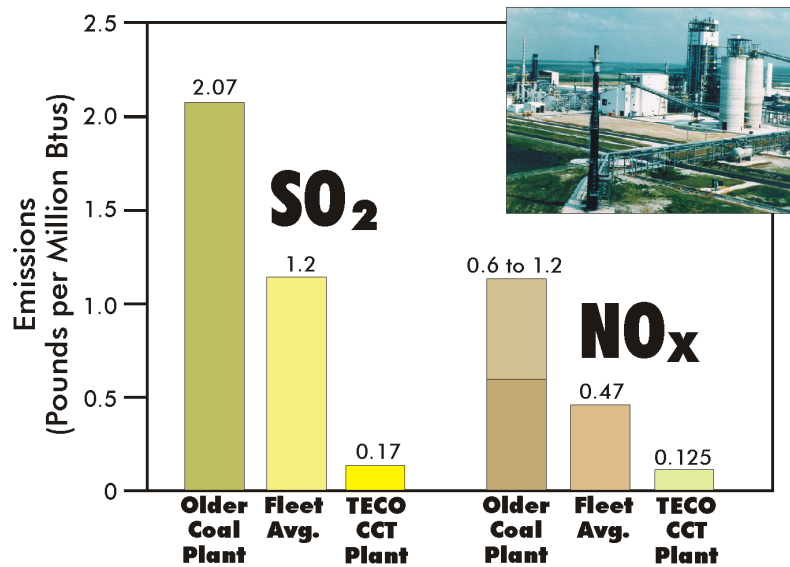 Emissions
(Pounds per Million Btus)
2.5
2.0
1.5
1.0
0.5
0
2.07
SO₂
1.2
0.17
0.6 to 1.2
NOx
0.47
0.125
Older
Coal
Plant
Fleet
Avg.
TECO
CCT
Plant
Older
Coal
Plant
Fleet
Avg.
TECO
CCT
Plant